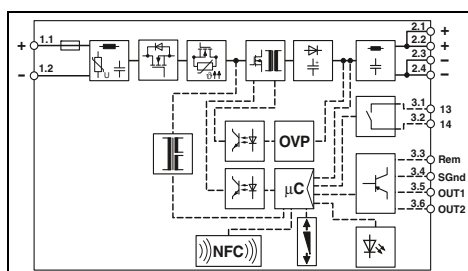 + 1.1
− 1.2
U
ϑ
2.1 +
2.2 +
2.3 −
2.4 −
OVP
3.1 13
3.2 14
µC
3.3 Rem
3.4 SGnd
3.5 OUT1
3.6 OUT2
NFC